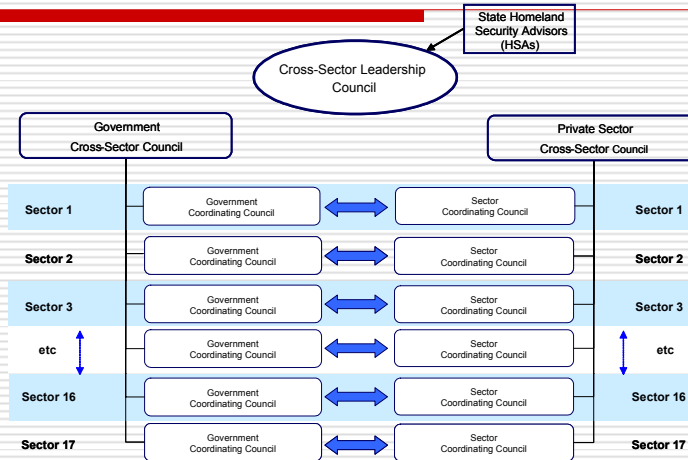 State Homeland
Security Advisors
(HSAs)
Cross-Sector Leadership
Council
Government
Cross-Sector Council
Private Sector
Cross-Sector Council
Sector 1
Government
Coordinating Council
Sector
Coordinating Council
Sector 1
Sector 2
Government
Coordinating Council
Sector
Coordinating Council
Sector 2
Sector 3
Government
Coordinating Council
Sector
Coordinating Council
Sector 3
etc
Government
Coordinating Council
Sector
Coordinating Council
etc
Sector 16
Government
Coordinating Council
Sector
Coordinating Council
Sector 16
Sector 17
Government
Coordinating Council
Sector
Coordinating Council
Sector 17